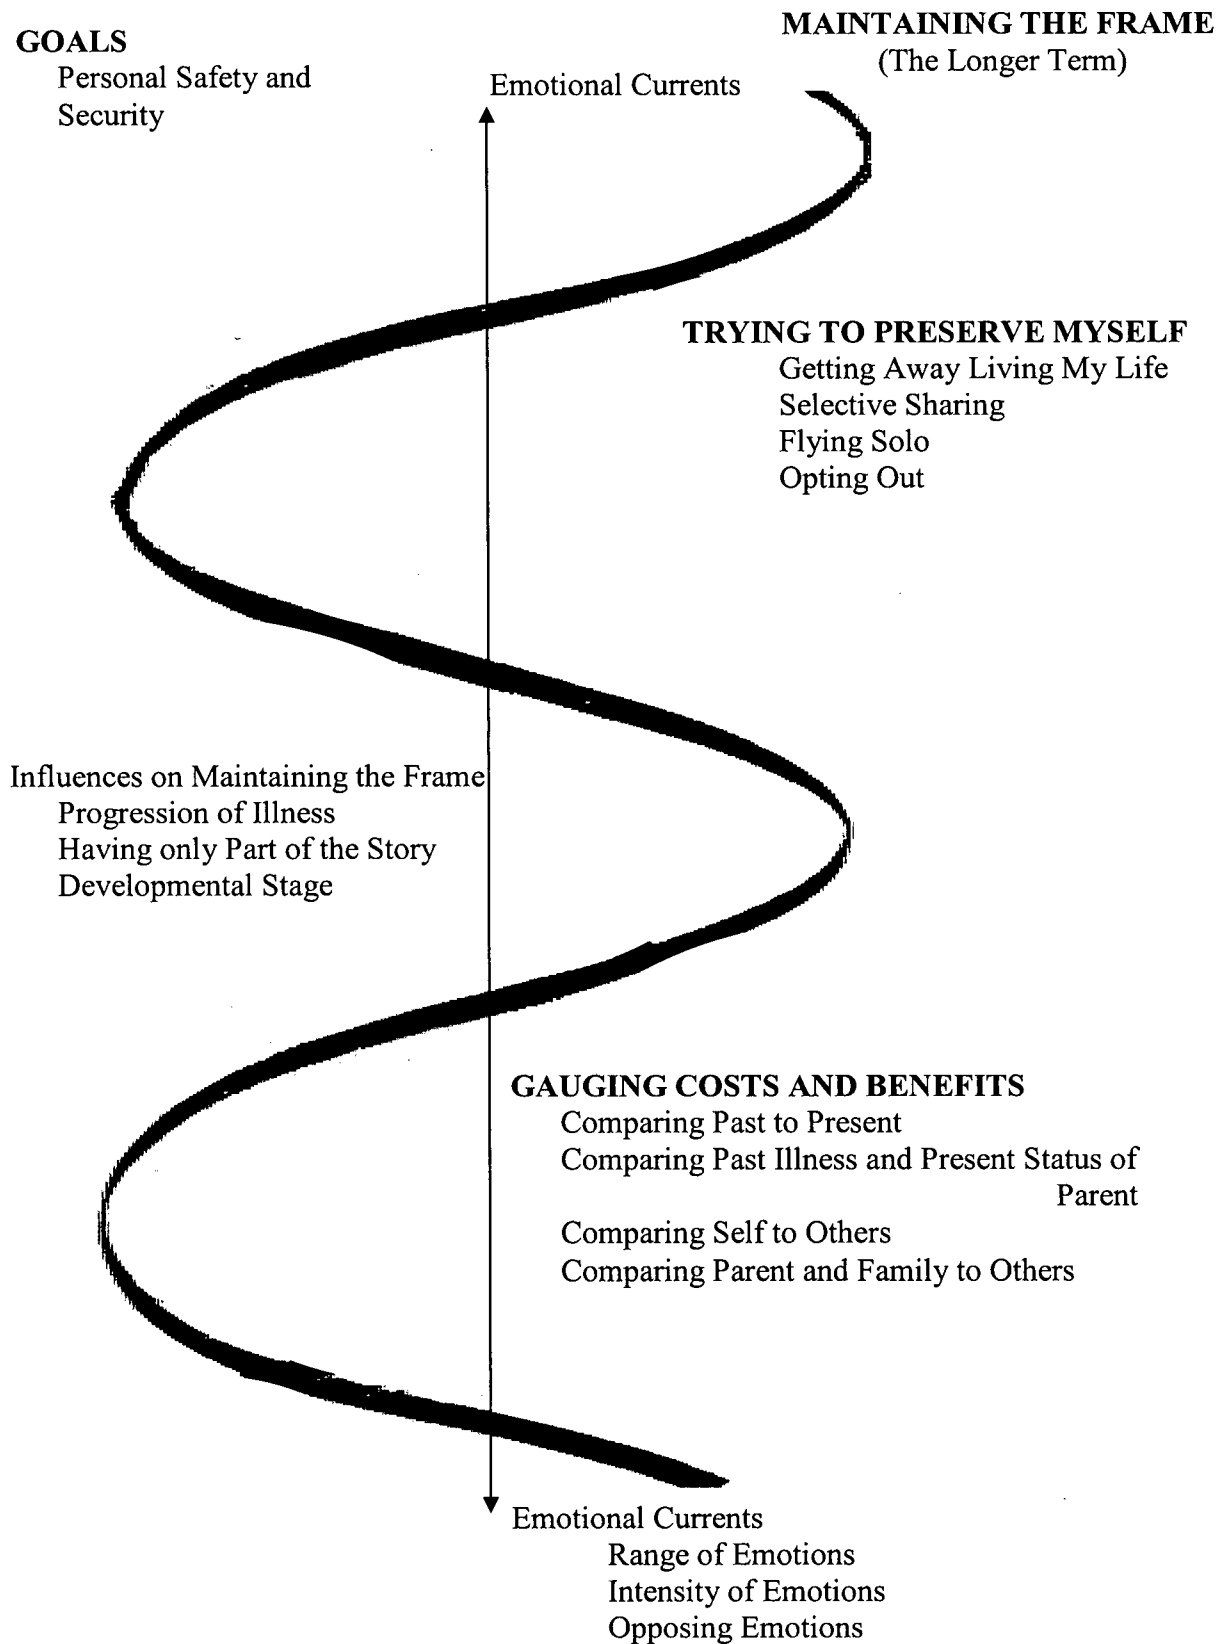 GOALS
Personal Safety and
Security
MAINTAINING THE FRAME
(The Longer Term)
Emotional Currents
TRYING TO PRESERVE MYSELF
Getting Away Living My Life
Selective Sharing
Flying Solo
Opting Out
Influences on Maintaining the Frame
Progression of Illness
Having only Part of the Story
Developmental Stage
GAUGING COSTS AND BENEFITS
Comparing Past to Present
Comparing Past Illness and Present Status of
Parent
Comparing Self to Others
Comparing Parent and Family to Others
Emotional Currents
Range of Emotions
Intensity of Emotions
Opposing Emotions